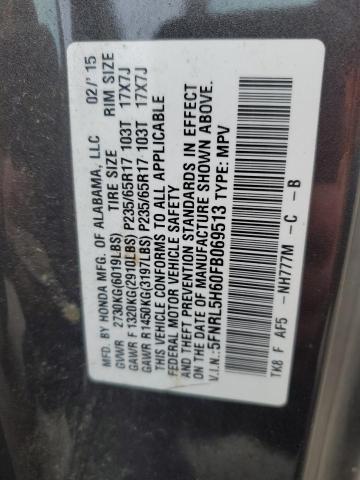 MFD. BY HONDA MFG. OF ALABAMA, LLC 02/'15
GVWR 2730KG(6019LBS) TIRE SIZE RIM SIZE
GAWR F 1320KG(2910LBS) P235/65R17 103T 17X7J
GAWR R 1450KG(3197LBS) P235/65R17 103T 17X7J
THIS VEHICLE CONFORMS TO ALL APPLICABLE
FEDERAL MOTOR VEHICLE SAFETY
AND THEFT PREVENTION STANDARDS IN EFFECT
ON THE DATE OF MANUFACTURE SHOWN ABOVE.
V.I.N.: 5FNRL5H60FB069513 TYPE: MPV
TK8 F AF5 -NH777M -C -B